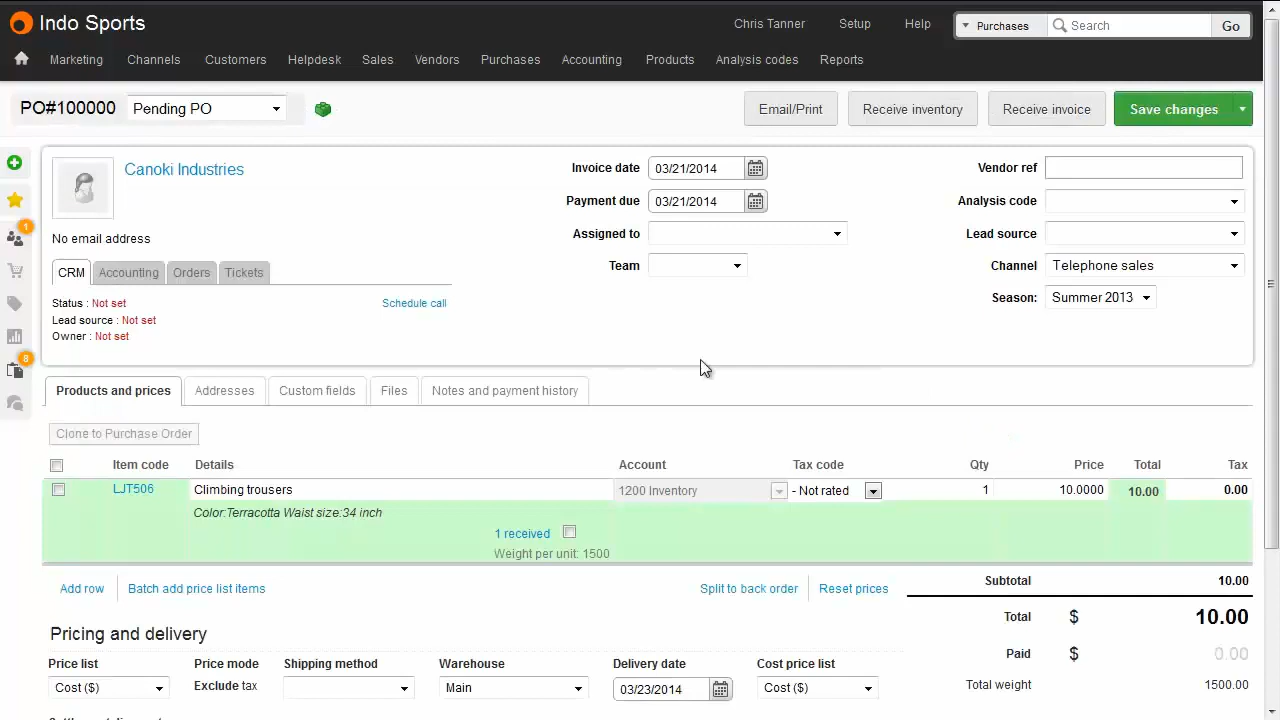 Indo Sports
Chris Tanner Setup Help Purchases Search Go
Marketing Channels Customers Helpdesk Sales Vendors Purchases Accounting Products Analysis codes Reports
PO#100000 Pending PO Email/Print Receive inventory Receive invoice Save changes
Canoki Industries
Invoice date 03/21/2014
Vendor ref
Payment due 03/21/2014
Analysis code
1
Assigned to
Lead source
No email address
Team
Channel Telephone sales
CRM Accounting Orders Tickets
Season: Summer 2013
Status : Not set Schedule call
Lead source : Not set
Owner : Not set
8
Products and prices Addresses Custom fields Files Notes and payment history
Clone to Purchase Order
Item code Details Account Tax code Qty Price Total Tax
LJT506 Climbing trousers 1200 Inventory - Not rated 1 10.0000 10.00 0.00
Color:Terracotta Waist size:34 inch
1 received
Weight per unit: 1500
Add row Batch add price list items Split to back order Reset prices
Subtotal 10.00
Total $ 10.00
Pricing and delivery
Paid $ 0.00
Price list Price mode Shipping method Warehouse Delivery date Cost price list
Total weight 1500.00
Cost ($) Exclude tax Main 03/23/2014 Cost ($)